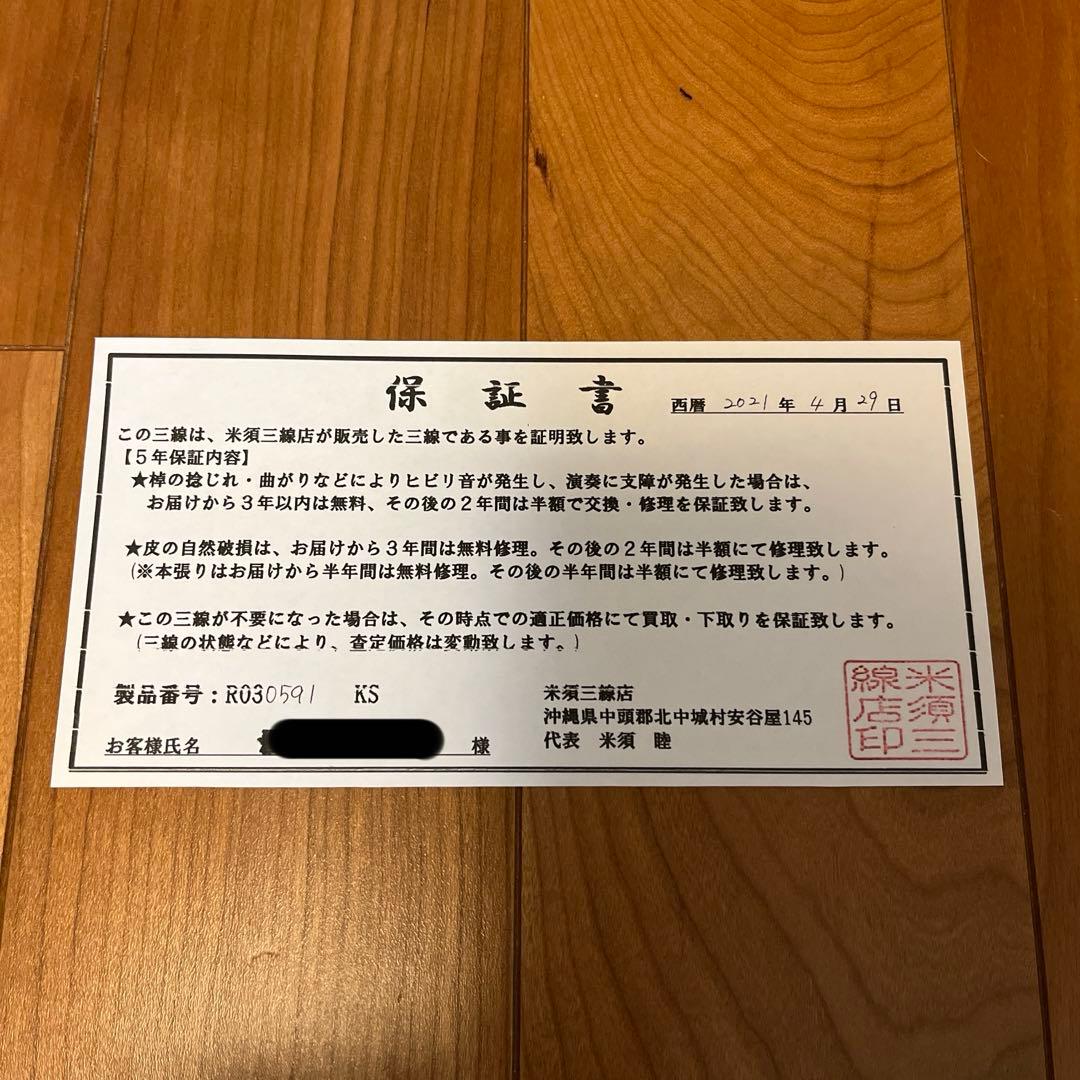 保証書
西暦 2021 年 4 月 29 日
この三線は、米須三線店が販売した三線である事を証明致します。
【５年保証内容】
★棹の捻じれ・曲がりなどによりヒビリ音が発生し、演奏に支障が発生した場合は、
お届けから３年以内は無料、その後の２年間は半額で交換・修理を保証致します。
★皮の自然破損は、お届けから３年間は無料修理。その後の２年間は半額にて修理致します。
(※本張りはお届けから半年間は無料修理。その後の半年間は半額にて修理致します。)
★この三線が不要になった場合は、その時点での適正価格にて買取・下取りを保証致します。
(三線の状態などにより、査定価格は変動致します。)
製品番号：R030591 KS
お客様氏名 様
米須三線店
沖縄県中頭郡北中城村安谷屋145
代表 米須 睦
米須三
線店印